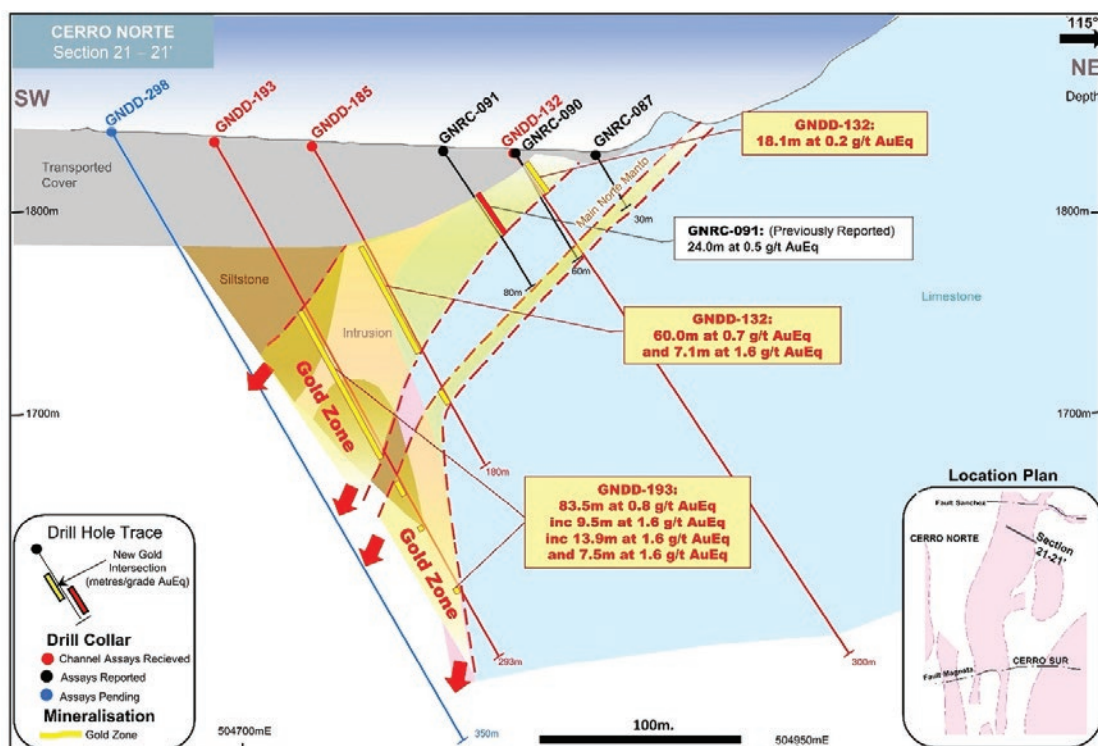 CERRO NORTE
Section 21 – 21'
115°
SW
NE
Depth
GNDD-298
GNDD-193
GNDD-185
GNRC-091
GNDD-132
GNRC-090
GNRC-087
Transported
Cover
1800m
1800m
1700m
1700m
Siltstone
Intrusion
Limestone
Main Norte Manto
Gold Zone
Gold Zone
30m
60m
80m
180m
293m
300m
350m
GNDD-132:
18.1m at 0.2 g/t AuEq
GNRC-091: (Previously Reported)
24.0m at 0.5 g/t AuEq
GNDD-132:
60.0m at 0.7 g/t AuEq
and 7.1m at 1.6 g/t AuEq
GNDD-193:
83.5m at 0.8 g/t AuEq
inc 9.5m at 1.6 g/t AuEq
inc 13.9m at 1.6 g/t AuEq
and 7.5m at 1.6 g/t AuEq
Drill Hole Trace
New Gold
Intersection
(metres/grade AuEq)
Drill Collar
Channel Assays Recieved
Assays Reported
Assays Pending
Mineralisation
Gold Zone
504700mE
100m.
504950mE
Location Plan
Fault Sanchez
CERRO NORTE
Section
21-21'
Fault Magnata
CERRO SUR